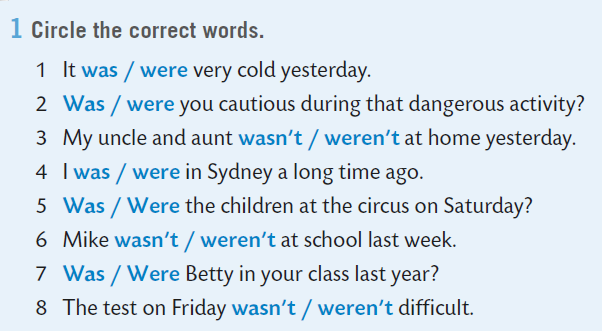 1 Circle the correct words.
1 It was / were very cold yesterday.
2 Was / were you cautious during that dangerous activity?
3 My uncle and aunt wasn't / weren't at home yesterday.
4 I was / were in Sydney a long time ago.
5 Was / Were the children at the circus on Saturday?
6 Mike wasn't / weren't at school last week.
7 Was / Were Betty in your class last year?
8 The test on Friday wasn't / weren't difficult.